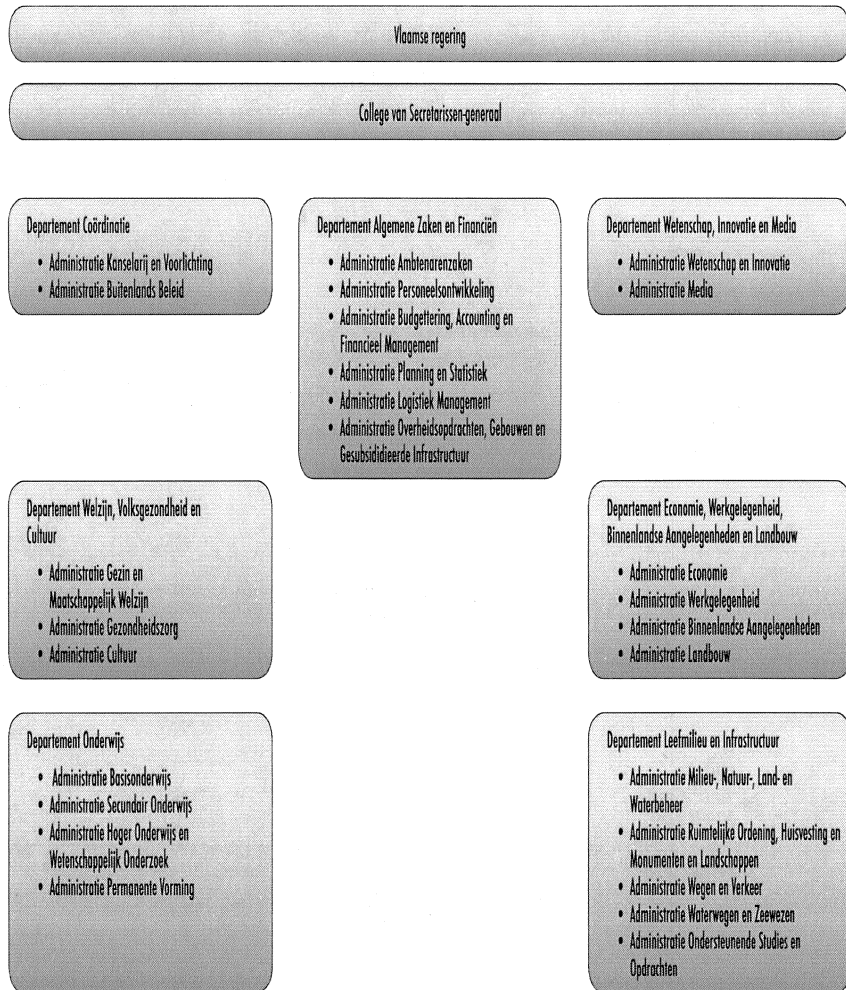 Vlaamse regering
College van Secretarissen-generaal
Departement Coördinatie
• Administratie Kanselarij en Voorlichting
• Administratie Buitenlands Beleid
Departement Algemene Zaken en Financiën
• Administratie Ambtenarenzaken
• Administratie Personeelsontwikkeling
• Administratie Budgettering, Accounting en
Financieel Management
• Administratie Planning en Statistiek
• Administratie Logistiek Management
• Administratie Overheidsopdrachten, Gebouwen en
Gesubsididieerde Infrastructuur
Departement Wetenschap, Innovatie en Media
• Administratie Wetenschap en Innovatie
• Administratie Media
Departement Welzijn, Volksgezondheid en
Cultuur
• Administratie Gezin en
Maatschappelijk Welzijn
• Administratie Gezondheidszorg
• Administratie Cultuur
Departement Economie, Werkgelegenheid,
Binnenlandse Aangelegenheden en Landbouw
• Administratie Economie
• Administratie Werkgelegenheid
• Administratie Binnenlandse Aangelegenheden
• Administratie Landbouw
Departement Onderwijs
• Administratie Basisonderwijs
• Administratie Secundair Onderwijs
• Administratie Hoger Onderwijs en
Wetenschappelijk Onderzoek
• Administratie Permanente Vorming
Departement Leefmilieu en Infrastructuur
• Administratie Milieu-, Natuur-, Land- en
Waterbeheer
• Administratie Ruimtelijke Ordening, Huisvesting en
Monumenten en Landschappen
• Administratie Wegen en Verkeer
• Administratie Waterwegen en Zeewezen
• Administratie Ondersteunende Studies en
Opdrachten